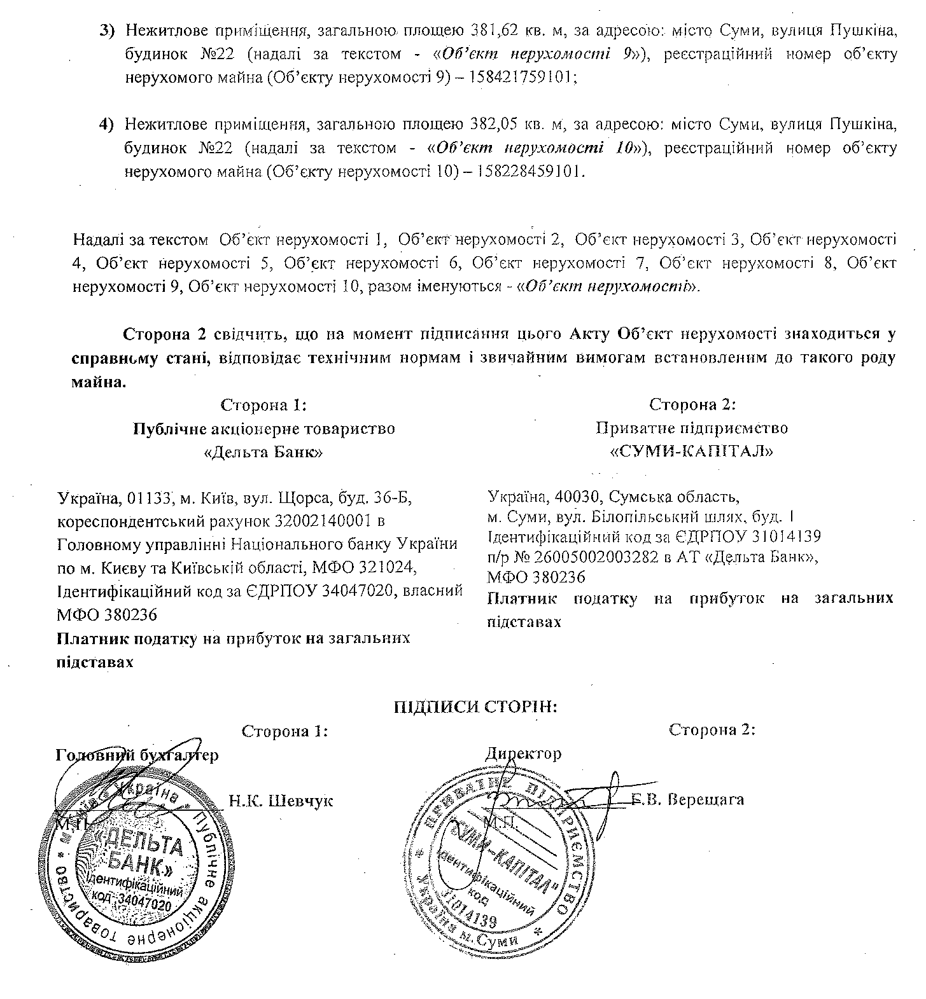 3) Нежитлове приміщення, загальною площею 381,62 кв. м, за адресою: місто Суми, вулиця Пушкіна,
будинок №22 (надалі за текстом - «Об’єкт нерухомості 9»), реєстраційний номер об’єкту
нерухомого майна (Об’єкту нерухомості 9) – 158421759101;
4) Нежитлове приміщення, загальною площею 382,05 кв. м, за адресою: місто Суми, вулиця Пушкіна,
будинок №22 (надалі за текстом - «Об’єкт нерухомості 10»), реєстраційний номер об’єкту
нерухомого майна (Об’єкту нерухомості 10) – 158228459101.
Надалі за текстом Об’єкт нерухомості 1, Об’єкт нерухомості 2, Об’єкт нерухомості 3, Об’єкт нерухомості
4, Об’єкт нерухомості 5, Об’єкт нерухомості 6, Об’єкт нерухомості 7, Об’єкт нерухомості 8, Об’єкт
нерухомості 9, Об’єкт нерухомості 10, разом іменуються - «Об’єкт нерухомості».
Сторона 2 свідчить, що на момент підписання цього Акту Об’єкт нерухомості знаходиться у
справному стані, відповідає технічним нормам і звичайним вимогам встановленим до такого роду
майна.
Сторона 1:
Публічне акціонерне товариство
«Дельта Банк»
Україна, 01133, м. Київ, вул. Щорса, буд. 36-Б,
кореспондентський рахунок 32002140001 в
Головному управлінні Національного банку України
по м. Києву та Київській області, МФО 321024,
Ідентифікаційний код за ЄДРПОУ 34047020, власний
МФО 380236
Платник податку на прибуток на загальних
підставах
Сторона 2:
Приватне підприємство
«СУМИ-КАПІТАЛ»
Україна, 40030, Сумська область,
м. Суми, вул. Білопільський шлях, буд. 1
Ідентифікаційний код за ЄДРПОУ 31014139
п/р № 26005002003282 в АТ «Дельта Банк»,
МФО 380236
Платник податку на прибуток на загальних
підставах
ПІДПИСИ СТОРІН:
Сторона 1:
Головний бухгалтер
Н.К. Шевчук
М.П.
м. Київ * Україна * Публічне акціонерне товариство *
«ДЕЛЬТА
БАНК»
Ідентифікаційний
код 34047020
Сторона 2:
Директор
Е.В. Верещага
М.П.
* ПРИВАТНЕ ПІДПРИЄМСТВО *
"СУМИ-КАПІТАЛ"
Ідентифікаційний
код
31014139
Україна м. Суми